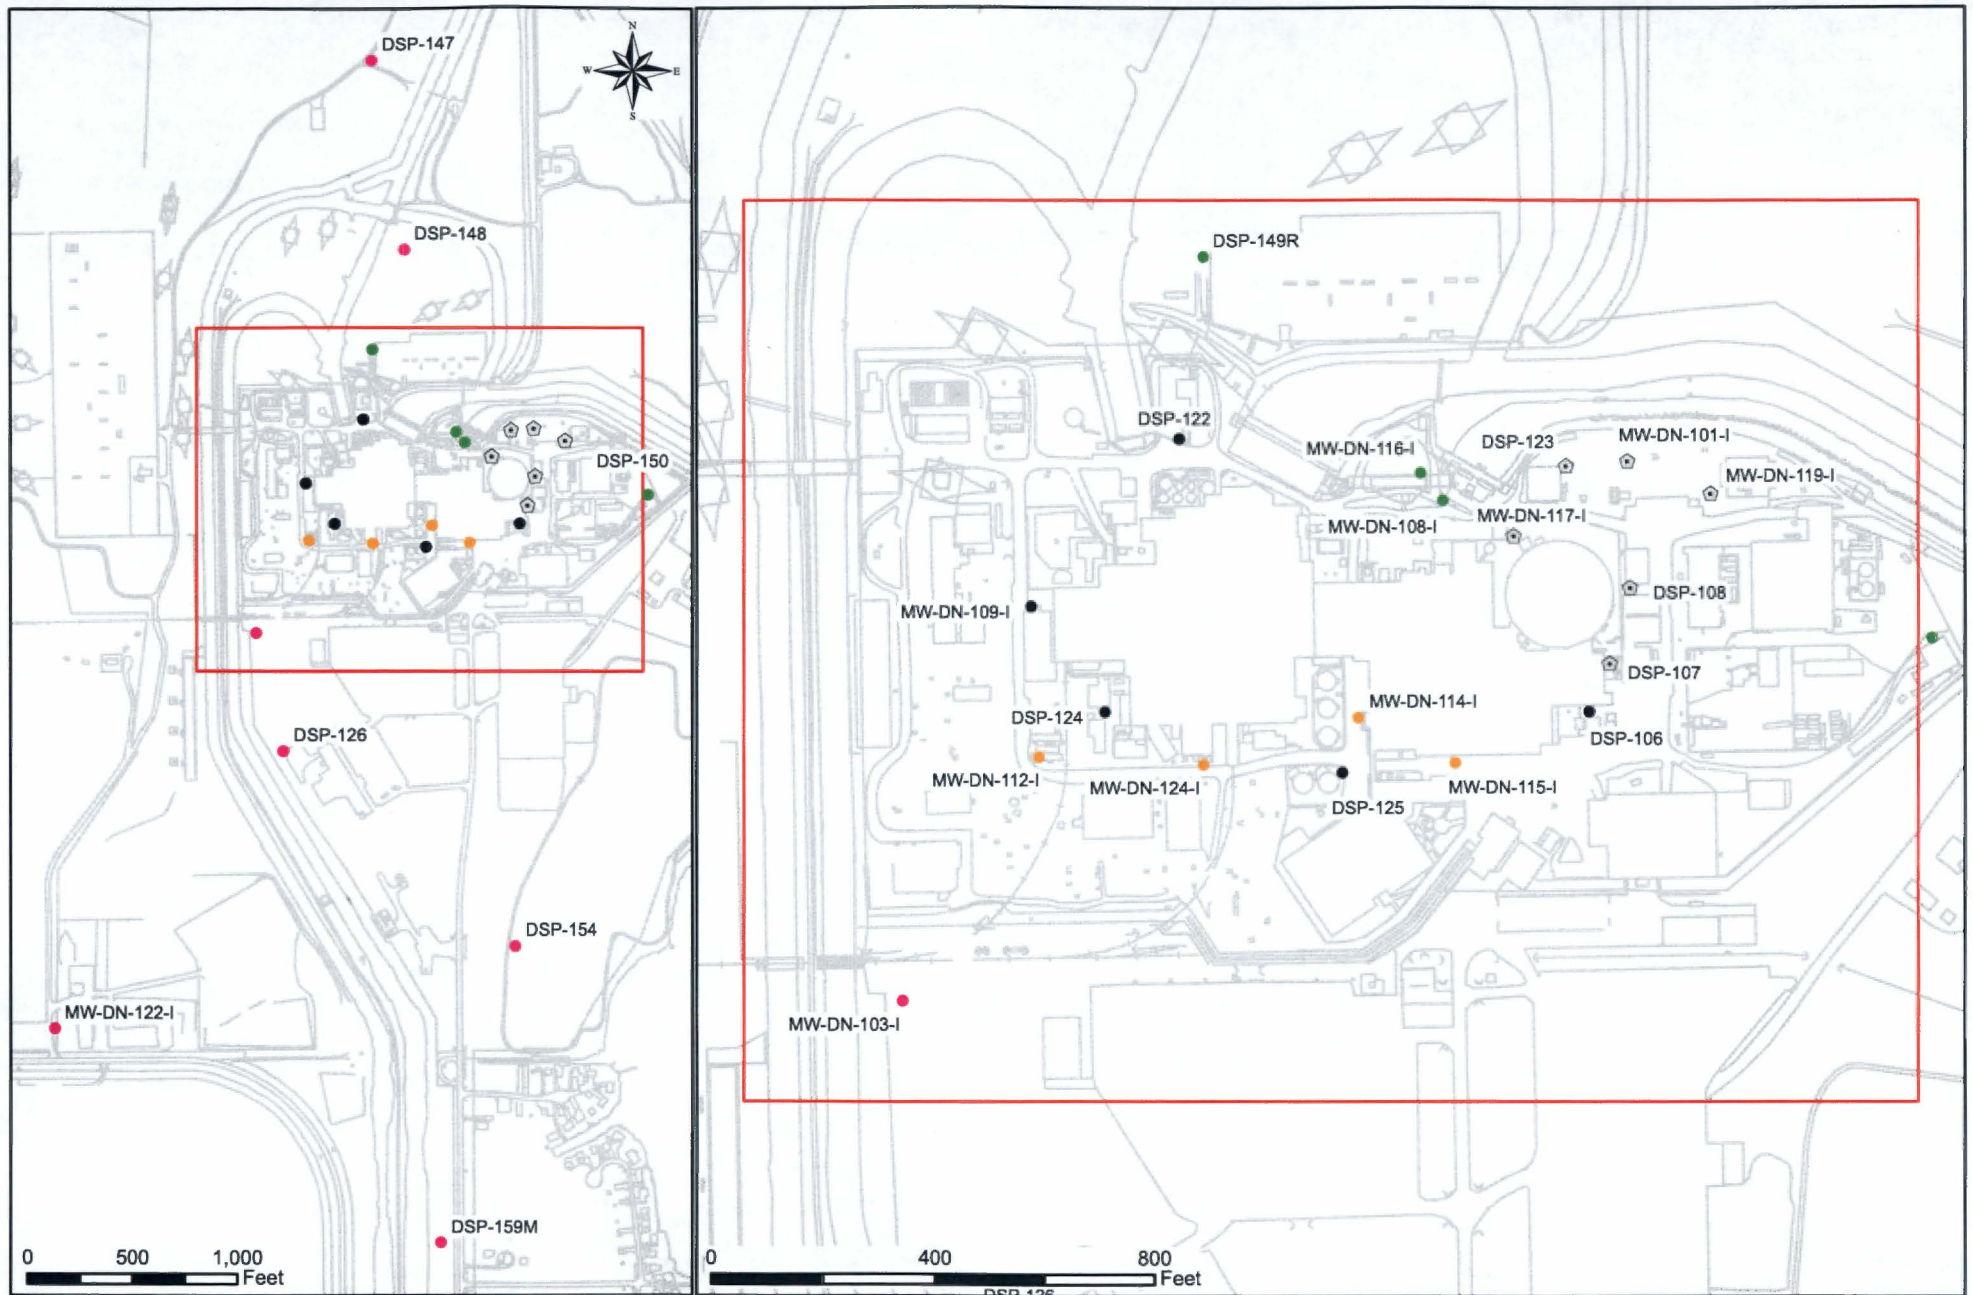 DSP-147
N
W
E
S
DSP-148
DSP-150
DSP-126
DSP-154
MW-DN-122-I
DSP-159M
0 500 1,000
Feet
DSP-149R
DSP-122
MW-DN-116-I
DSP-123
MW-DN-101-I
MW-DN-119-I
MW-DN-108-I
MW-DN-117-I
DSP-108
MW-DN-109-I
DSP-107
DSP-124
MW-DN-114-I
DSP-106
MW-DN-112-I
MW-DN-124-I
MW-DN-115-I
DSP-125
MW-DN-103-I
0 400 800
Feet
DSP-126